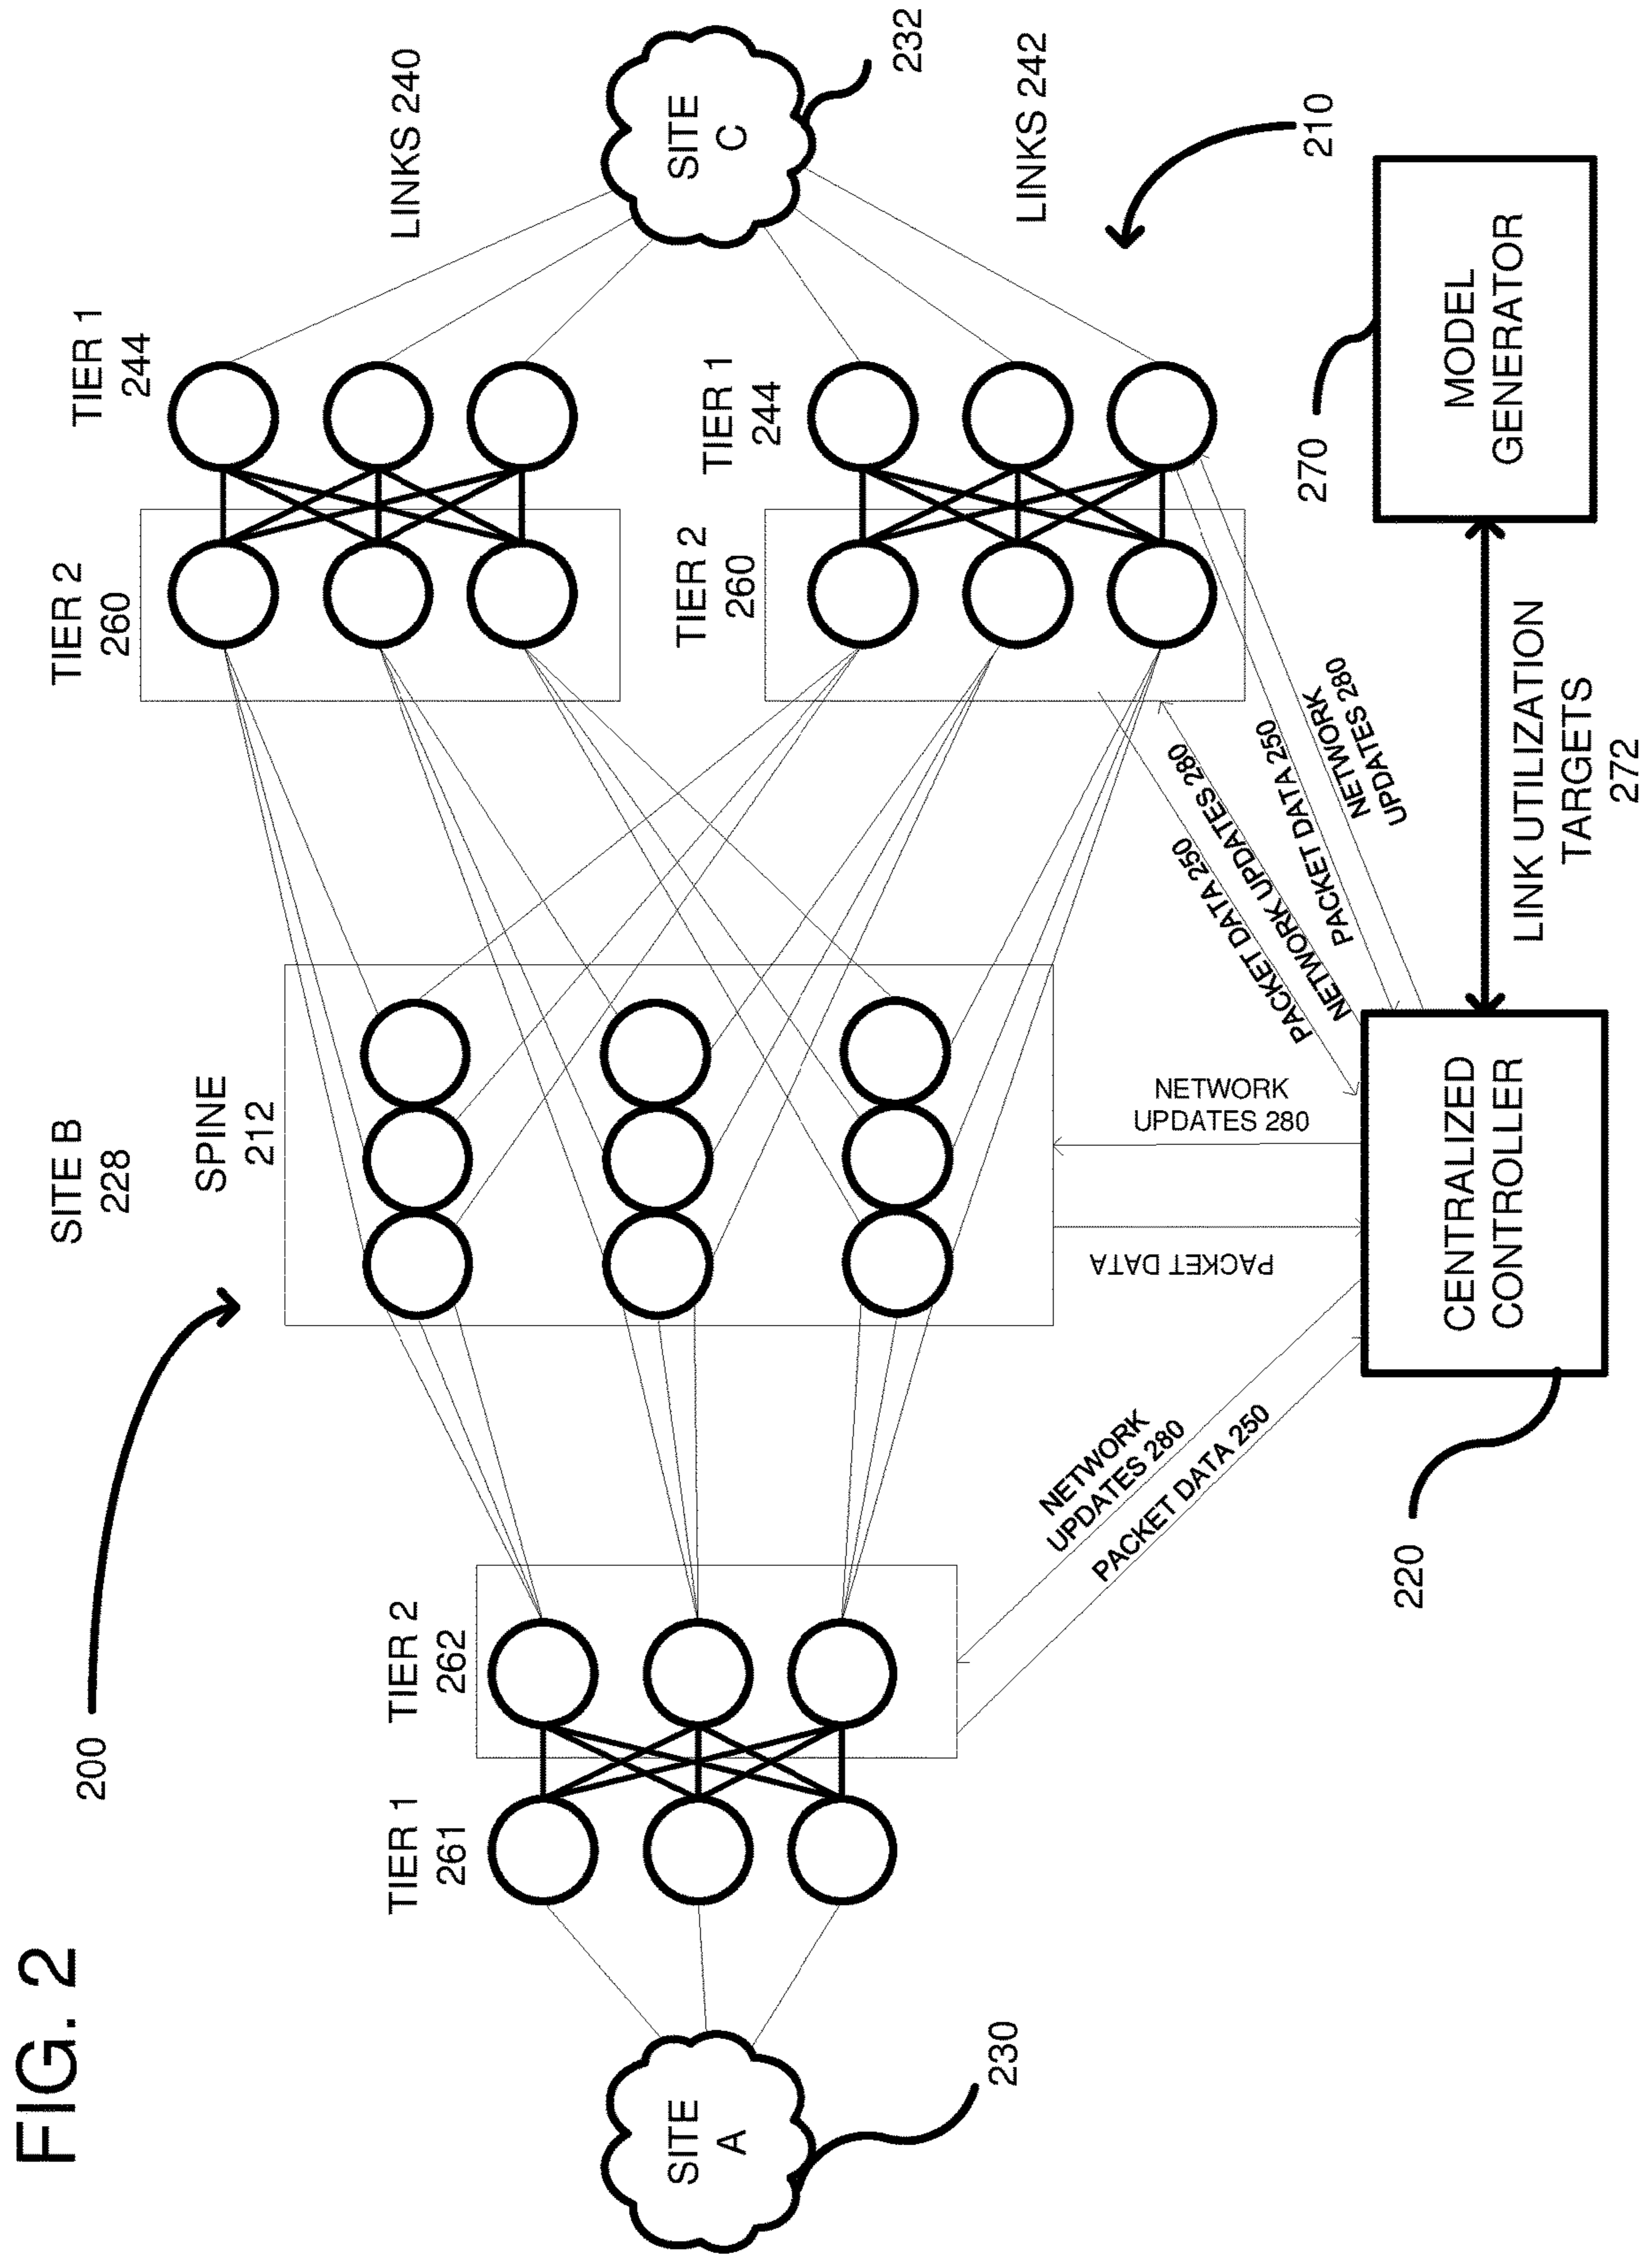 FIG. 2
200
SITE B
228
SPINE
212
TIER 2
260
TIER 1
244
LINKS 240
SITE
A
230
TIER 1
261
TIER 2
262
TIER 2
260
TIER 1
244
SITE
C
232
LINKS 242
210
NETWORK
UPDATES 280
PACKET DATA 250
PACKET DATA
NETWORK
UPDATES 280
PACKET DATA 250
NETWORK UPDATES 280
PACKET DATA 250
NETWORK
UPDATES 280
220
CENTRALIZED
CONTROLLER
LINK UTILIZATION
TARGETS
272
270
MODEL
GENERATOR